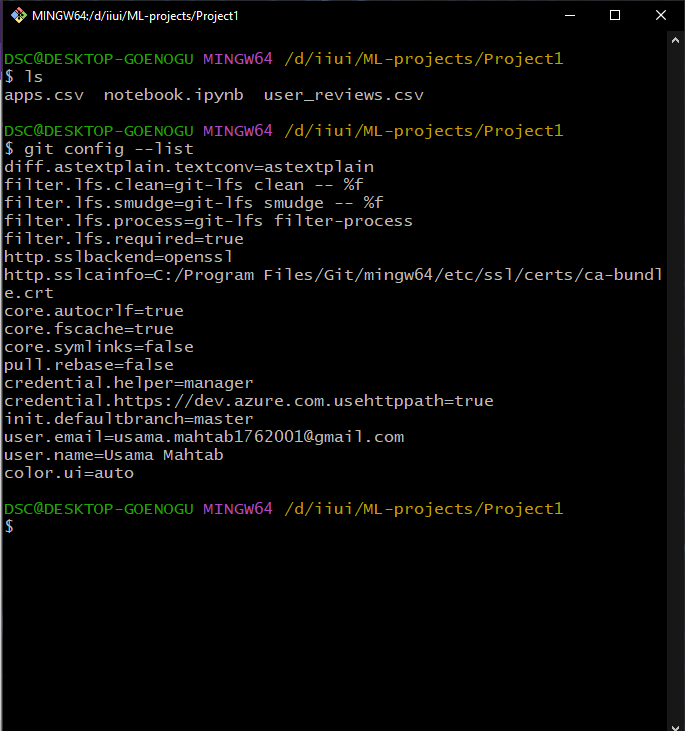 MINGW64:/d/iiui/ML-projects/Project1
DSC@DESKTOP-GOENOGU MINGW64 /d/iiui/ML-projects/Project1
$ ls
apps.csv  notebook.ipynb  user_reviews.csv
DSC@DESKTOP-GOENOGU MINGW64 /d/iiui/ML-projects/Project1
$ git config --list
diff.astextplain.textconv=astextplain
filter.lfs.clean=git-lfs clean -- %f
filter.lfs.smudge=git-lfs smudge -- %f
filter.lfs.process=git-lfs filter-process
filter.lfs.required=true
http.sslbackend=openssl
http.sslcainfo=C:/Program Files/Git/mingw64/etc/ssl/certs/ca-bundl
e.crt
core.autocrlf=true
core.fscache=true
core.symlinks=false
pull.rebase=false
credential.helper=manager
credential.https://dev.azure.com.usehttppath=true
init.defaultbranch=master
user.email=usama.mahtab1762001@gmail.com
user.name=Usama Mahtab
color.ui=auto
DSC@DESKTOP-GOENOGU MINGW64 /d/iiui/ML-projects/Project1
$